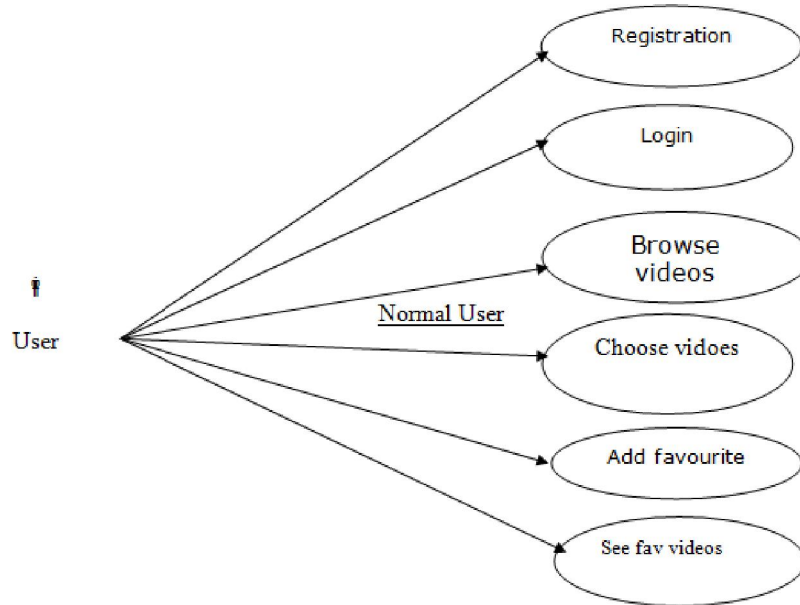 Registration
Login
Browse
videos
Normal User
User
Choose vidoes
Add favourite
See fav videos